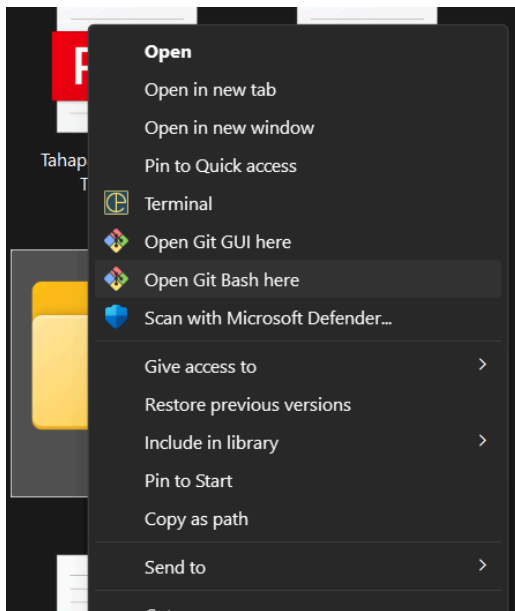 Open
Open in new tab
Open in new window
Pin to Quick access
Tahap
T
Terminal
Open Git GUI here
Open Git Bash here
Scan with Microsoft Defender...
Give access to
Restore previous versions
Include in library
Pin to Start
Copy as path
Send to